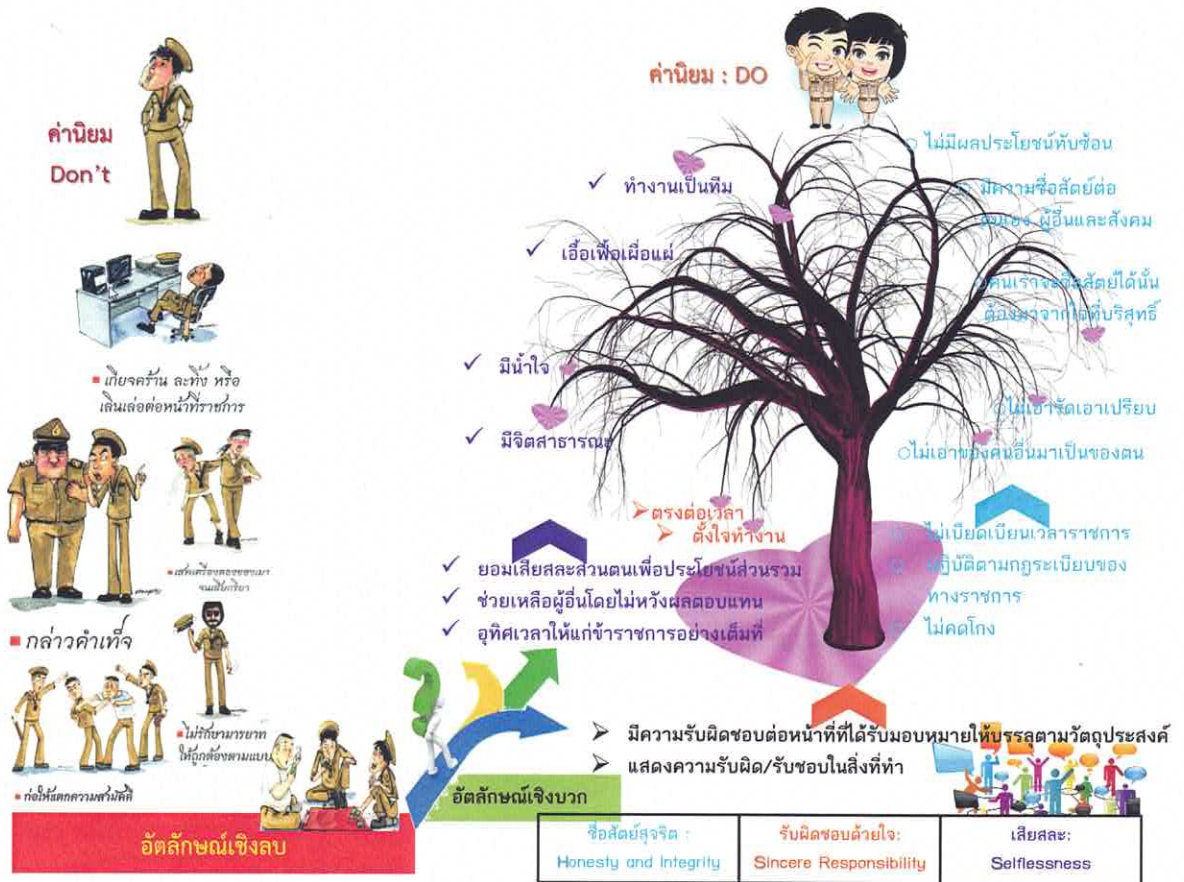 ค่านิยม
Don't
■ เกียจคร้าน ละทิ้ง หรือ
เลินเล่อต่อหน้าที่ราชการ
■ เสพเครื่องดองของเมา
จนเสียกิริยา
■ กล่าวคำเท็จ
■ ไม่รักษามารยาท
ให้ถูกต้องตามแบบ
■ ก่อให้แตกความสามัคคี
อัตลักษณ์เชิงลบ
ค่านิยม : DO
✓ ทำงานเป็นทีม
✓ เอื้อเฟื้อเผื่อแผ่
✓ มีน้ำใจ
✓ มีจิตสาธารณะ
○ ไม่มีผลประโยชน์ทับซ้อน
○ มีความซื่อสัตย์ต่อ
ตนเอง ผู้อื่นและสังคม
○คนเราจะซื่อสัตย์ได้นั้น
ต้องมาจากใจที่บริสุทธิ์
○ไม่เอารัดเอาเปรียบ
○ไม่เอาของคนอื่นมาเป็นของตน
➢ตรงต่อเวลา
➢ ตั้งใจทำงาน
✓ ยอมเสียสละส่วนตนเพื่อประโยชน์ส่วนรวม
✓ ช่วยเหลือผู้อื่นโดยไม่หวังผลตอบแทน
✓ อุทิศเวลาให้แก่ข้าราชการอย่างเต็มที่
○ ไม่เบียดเบียนเวลาราชการ
○ ปฏิบัติตามกฎระเบียบของ
ทางราชการ
○ ไม่คดโกง
➢ มีความรับผิดชอบต่อหน้าที่ที่ได้รับมอบหมายให้บรรลุตามวัตถุประสงค์
➢ แสดงความรับผิด/รับชอบในสิ่งที่ทำ
อัตลักษณ์เชิงบวก
ซื่อสัตย์สุจริต :
Honesty and Integrity
รับผิดชอบด้วยใจ:
Sincere Responsibility
เสียสละ:
Selflessness